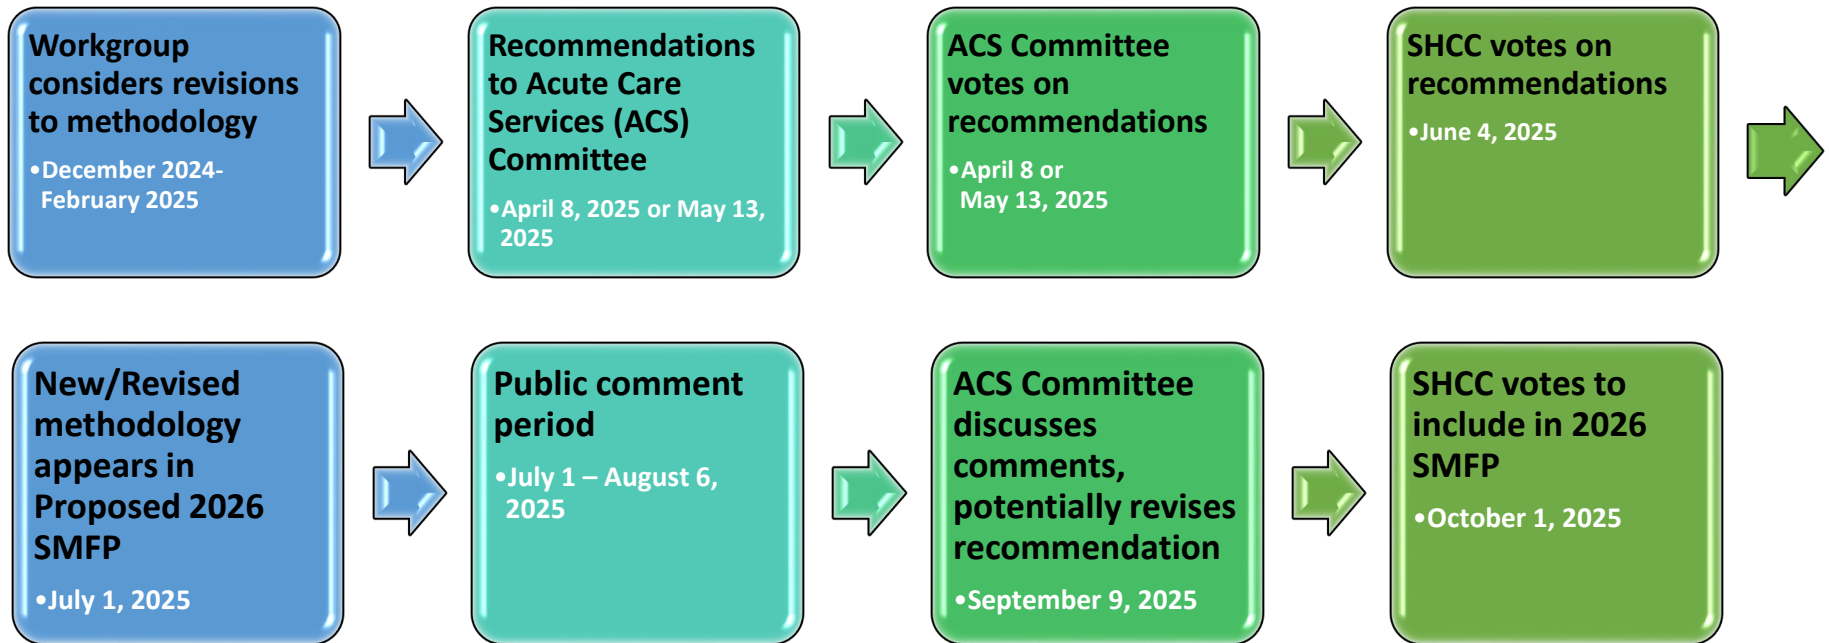 Workgroup
considers revisions
to methodology
•December 2024-
February 2025
Recommendations
to Acute Care
Services (ACS)
Committee
•April 8, 2025 or May 13,
2025
ACS Committee
votes on
recommendations
•April 8 or
May 13, 2025
SHCC votes on
recommendations
•June 4, 2025
New/Revised
methodology
appears in
Proposed 2026
SMFP
•July 1, 2025
Public comment
period
•July 1 – August 6,
2025
ACS Committee
discusses
comments,
potentially revises
recommendation
•September 9, 2025
SHCC votes to
include in 2026
SMFP
•October 1, 2025